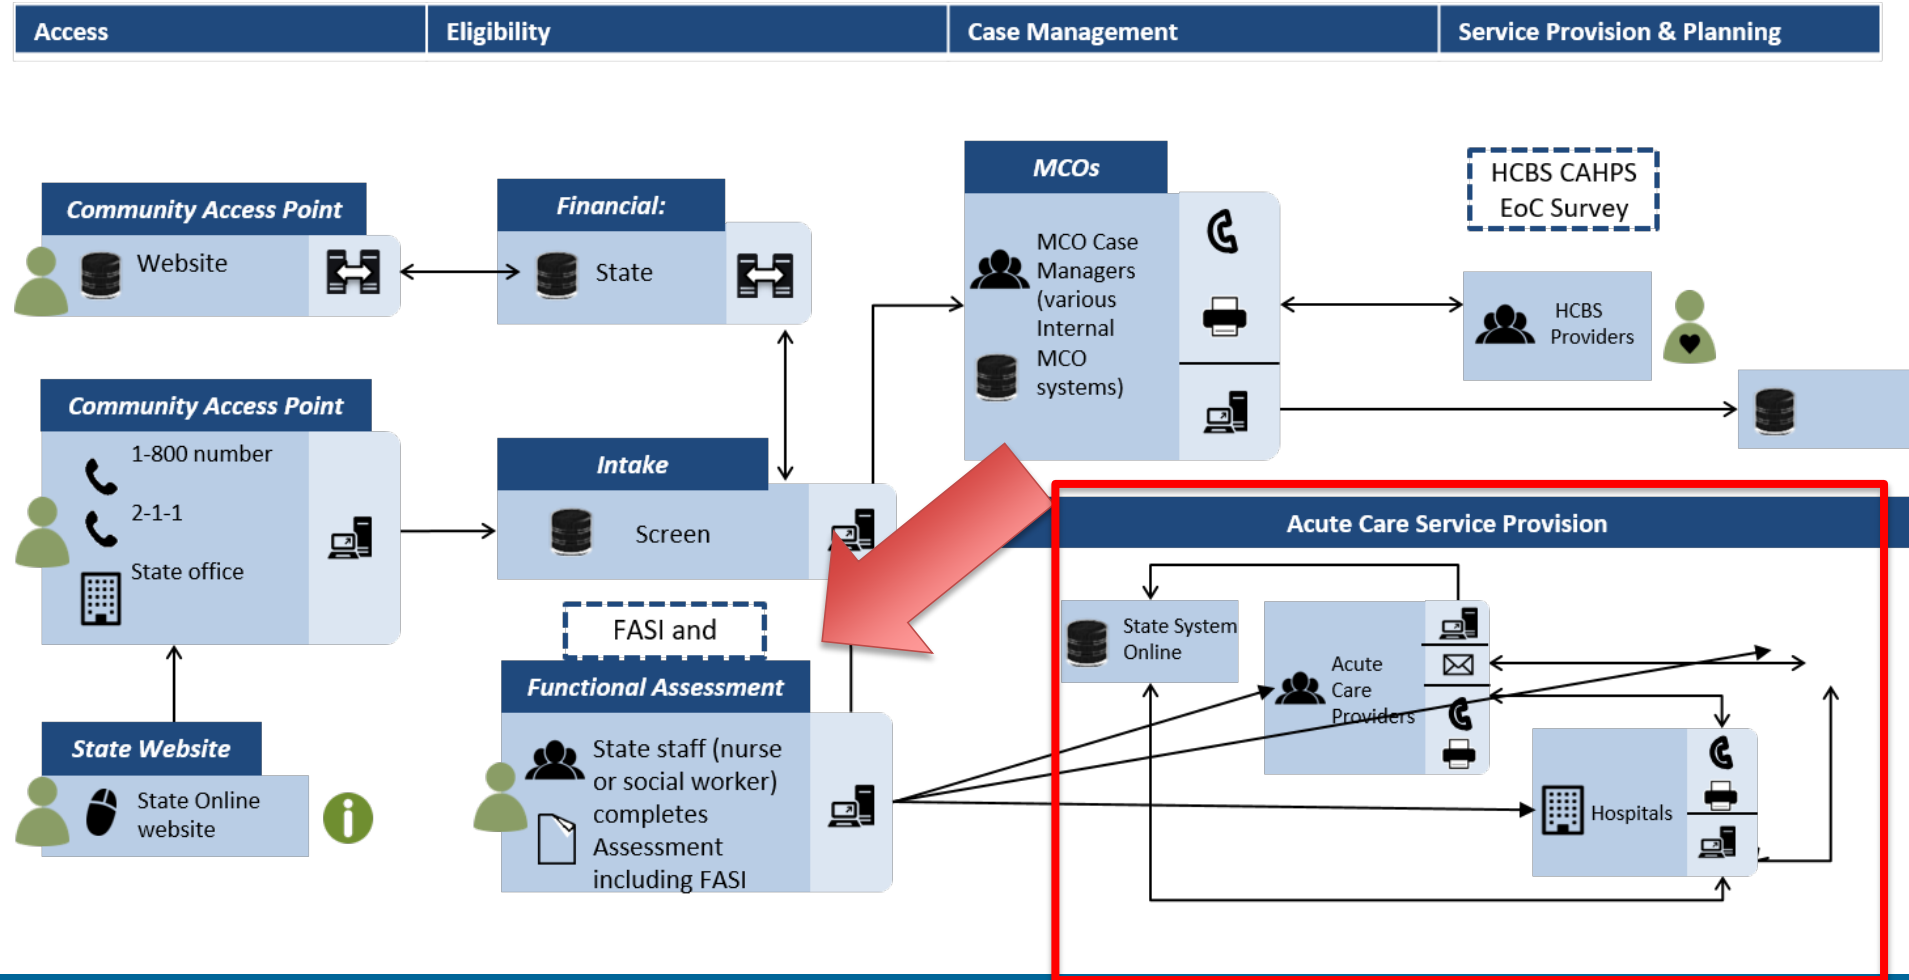 Access
Eligibility
Case Management
Service Provision & Planning
Community Access Point
Website
Financial:
State
MCOs
MCO Case
Managers
(various
Internal
MCO
systems)
HCBS CAHPS
EoC Survey
HCBS
Providers
Community Access Point
1-800 number
2-1-1
State office
Intake
Screen
Acute Care Service Provision
FASI and
Functional Assessment
State staff (nurse
or social worker)
completes
Assessment
including FASI
State System
Online
Acute
Care
Providers
Hospitals
State Website
State Online
website